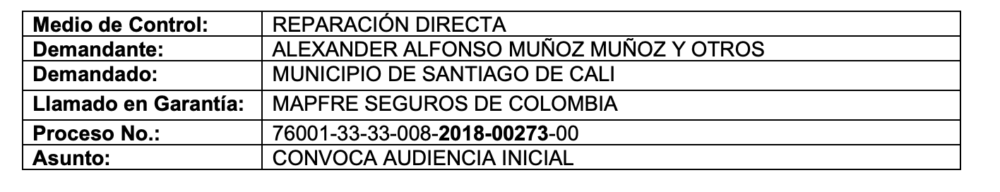 Medio de Control: REPARACIÓN DIRECTA
Demandante: ALEXANDER ALFONSO MUÑOZ MUÑOZ Y OTROS
Demandado: MUNICIPIO DE SANTIAGO DE CALI
Llamado en Garantía: MAPFRE SEGUROS DE COLOMBIA
Proceso No.: 76001-33-33-008-2018-00273-00
Asunto: CONVOCA AUDIENCIA INICIAL